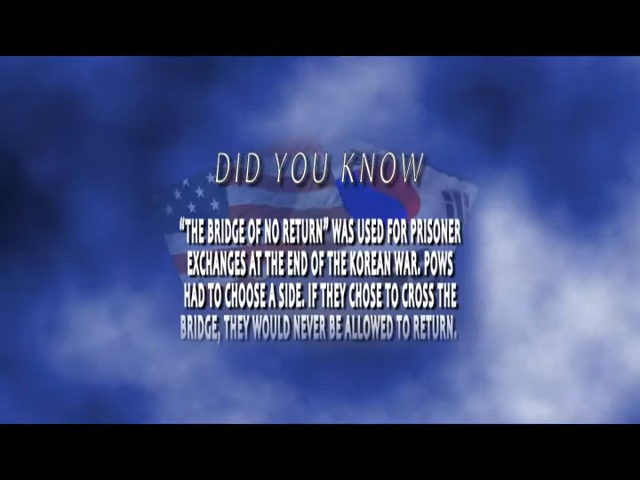 DID YOU KNOW
"THE BRIDGE OF NO RETURN" WAS USED FOR PRISONER
EXCHANGES AT THE END OF THE KOREAN WAR. POWS
HAD TO CHOOSE A SIDE. IF THEY CHOSE TO CROSS THE
BRIDGE, THEY WOULD NEVER BE ALLOWED TO RETURN.